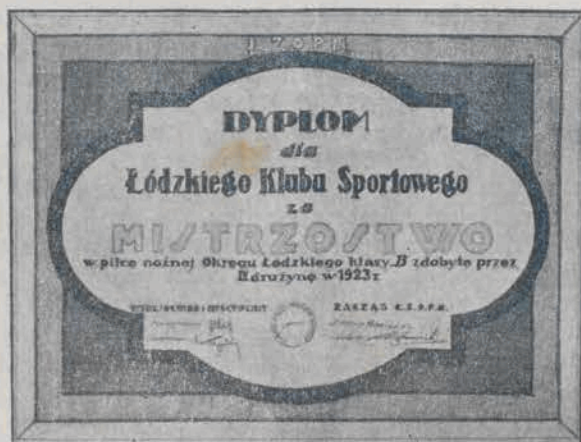 Ł.Z.O.P.N.
DYPLOM
dla
Łódzkiego Klubu Sportowego
za
MISTRZOSTWO
w piłce nożnej Okręgu Łódzkiego klasy B zdobyte przez
II drużynę w 1923 r.
ZARZĄD Ł.Z.O.P.N.